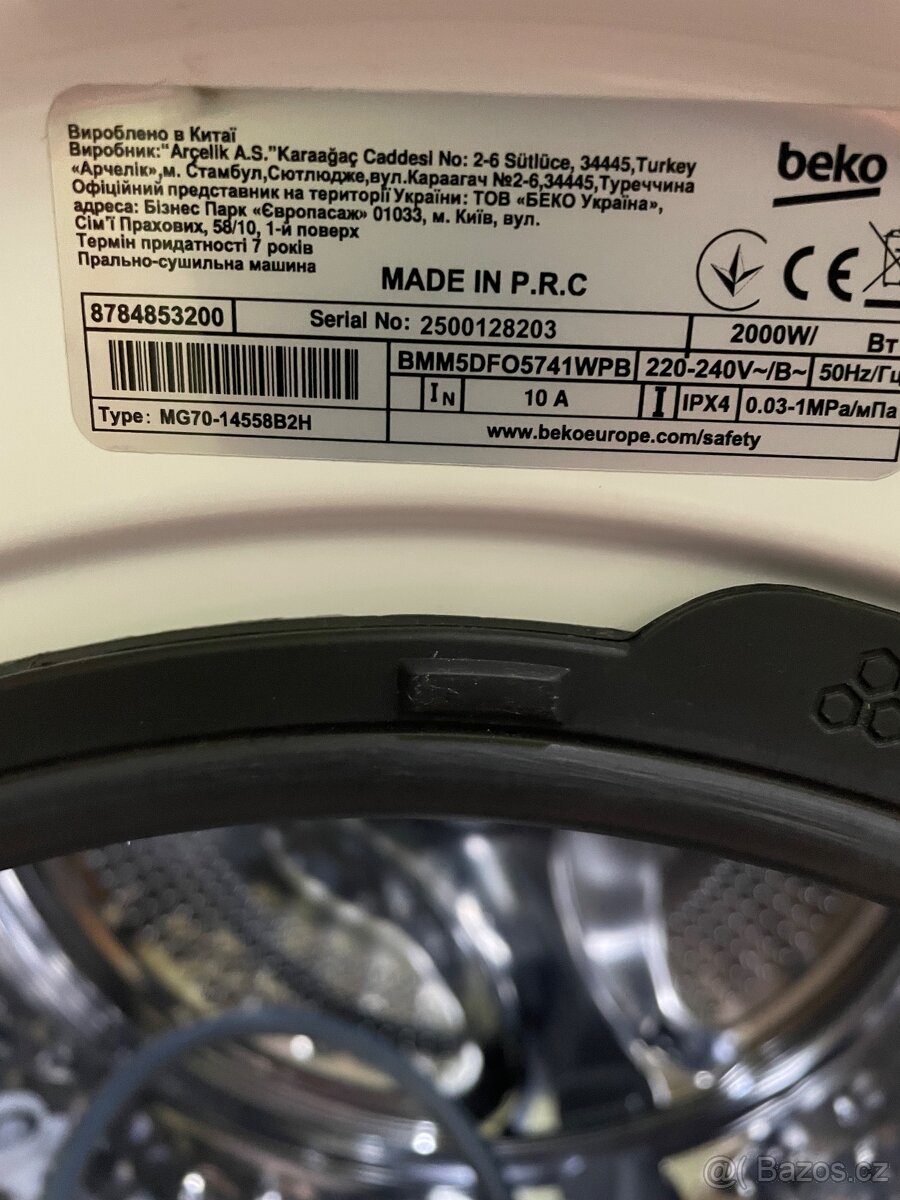 Вироблено в Китаї
Виробник:"Arçelik A.S."Karaağaç Caddesi No: 2-6 Sütlüce, 34445,Turkey
«Арчелік»,м. Стамбул,Сютлюдже,вул.Караагач №2-6,34445,Туреччина
Офіційний представник на території України: ТОВ «БЕКО Україна»,
адреса: Бізнес Парк «Європасаж» 01033, м. Київ, вул.
Сім'ї Прахових, 58/10, 1-й поверх
Термін придатності 7 років
Прально-сушильна машина
beko
MADE IN P.R.C
CE
8784853200
Serial No: 2500128203
2000W/ Вт
BMM5DFO5741WPB
220-240V~/В~
50Hz/Гц
IN
10 A
I
IPX4
0.03-1MPa/мПа
Type: MG70-14558B2H
www.bekoeurope.com/safety
@( Bazos.cz